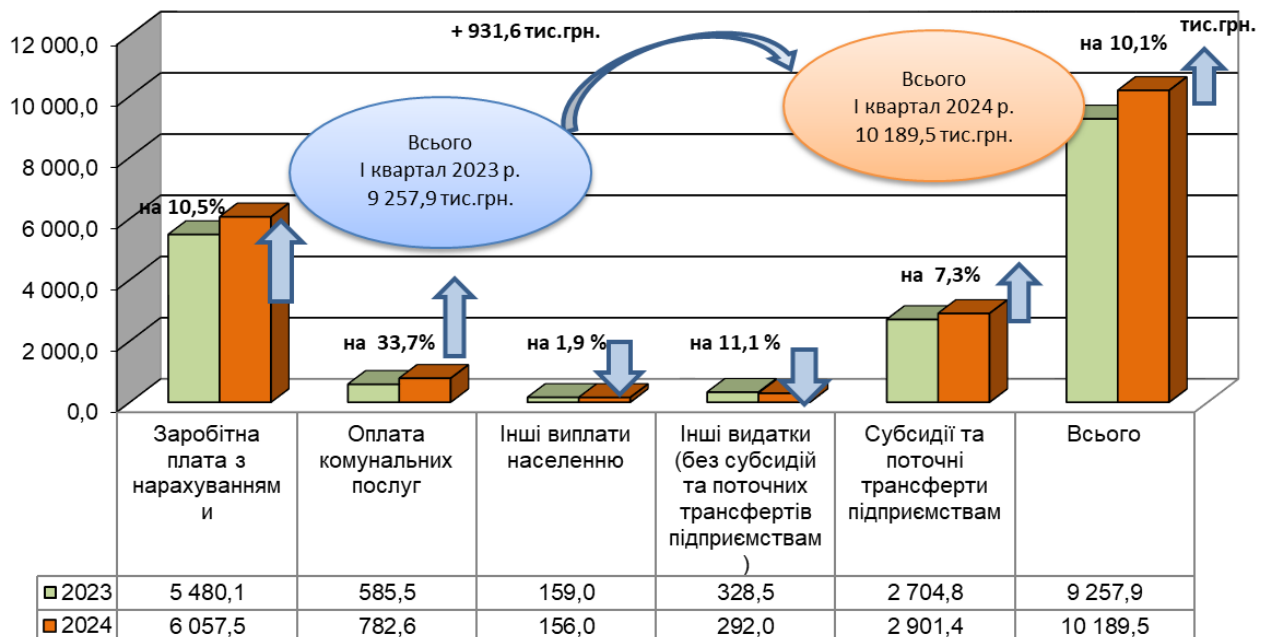 + 931,6 тис.грн.
тис.грн.
на 10,1%
12 000,0
10 000,0
8 000,0
6 000,0
4 000,0
2 000,0
0,0
Всього
І квартал 2023 р.
9 257,9 тис.грн.
Всього
І квартал 2024 р.
10 189,5 тис.грн.
на 10,5%
на 33,7%
на 1,9 %
на 11,1 %
на 7,3%
Заробітна
плата з
нарахуванням
и
Оплата
комунальних
послуг
Інші виплати
населенню
Інші видатки
(без субсидій
та поточних
трансфертів
підприємствам
)
Субсидії та
поточні
трансферти
підприємствам
Всього
2023 5 480,1 585,5 159,0 328,5 2 704,8 9 257,9
2024 6 057,5 782,6 156,0 292,0 2 901,4 10 189,5